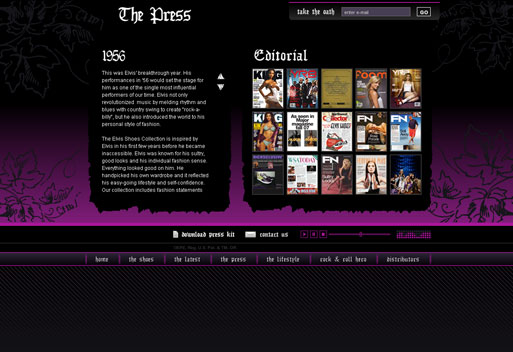 The Press
take the oath
enter e-mail
GO
1956
Editorial
This was Elvis' breakthrough year. His
performances in '56 would set the stage for
him as one of the single most influential
performers of our time. Elvis not only
revolutionized music by melding rhythm and
blues with country swing to create "rock-a-
billy", but he also introduced the world to his
personal style of fashion.
The Elvis Shoes Collection is inspired by
Elvis in his first few years before he became
inaccessible. Elvis was known for his sultry,
good looks and his individual fashion sense.
Everything looked good on him. He
handpicked his own wardrobe and it reflected
his easy-going lifestyle and self-confidence.
Our collection includes fashion statements
KING
foam
KING
As seen in
Major
magazine
FN
FN
FN
download press kit
contact us
home
the shoes
the latest
the press
the lifestyle
rock & roll hero
distributors